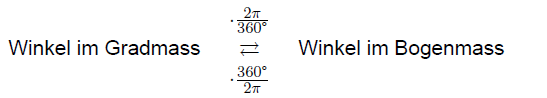 · 2π/360°
Winkel im Gradmass ⇄ Winkel im Bogenmass
· 360°/2π